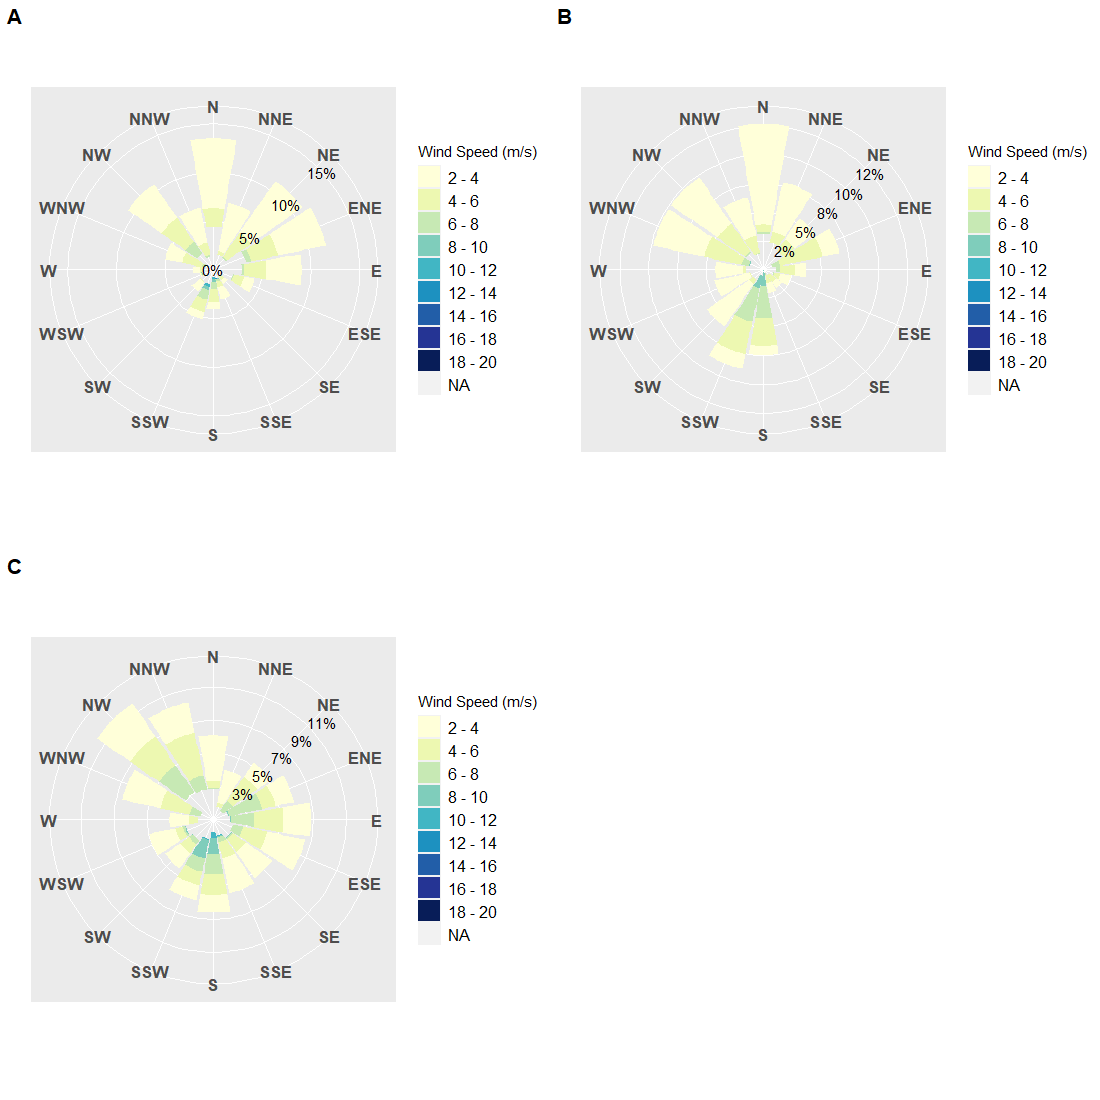 A
N
NNW
NNE
NW
NE
15%
WNW
ENE
10%
5%
W
0%
E
WSW
ESE
SW
SE
SSW
SSE
S
Wind Speed (m/s)
2 - 4
4 - 6
6 - 8
8 - 10
10 - 12
12 - 14
14 - 16
16 - 18
18 - 20
NA
B
N
NNW
NNE
NW
NE
12%
10%
WNW
ENE
8%
5%
2%
W
E
WSW
ESE
SW
SE
SSW
SSE
S
Wind Speed (m/s)
2 - 4
4 - 6
6 - 8
8 - 10
10 - 12
12 - 14
14 - 16
16 - 18
18 - 20
NA
C
N
NNW
NNE
NW
NE
11%
9%
WNW
ENE
7%
5%
3%
W
E
WSW
ESE
SW
SE
SSW
SSE
S
Wind Speed (m/s)
2 - 4
4 - 6
6 - 8
8 - 10
10 - 12
12 - 14
14 - 16
16 - 18
18 - 20
NA